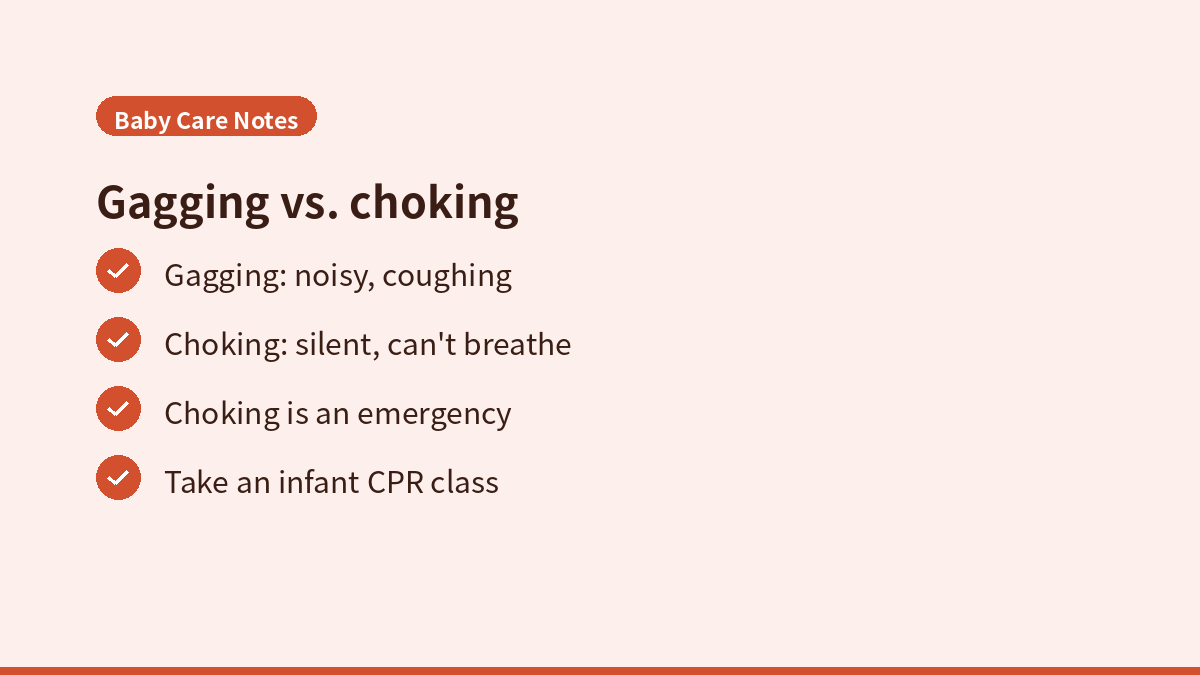 Baby Care Notes
Gagging vs. choking
Gagging: noisy, coughing
Choking: silent, can't breathe
Choking is an emergency
Take an infant CPR class